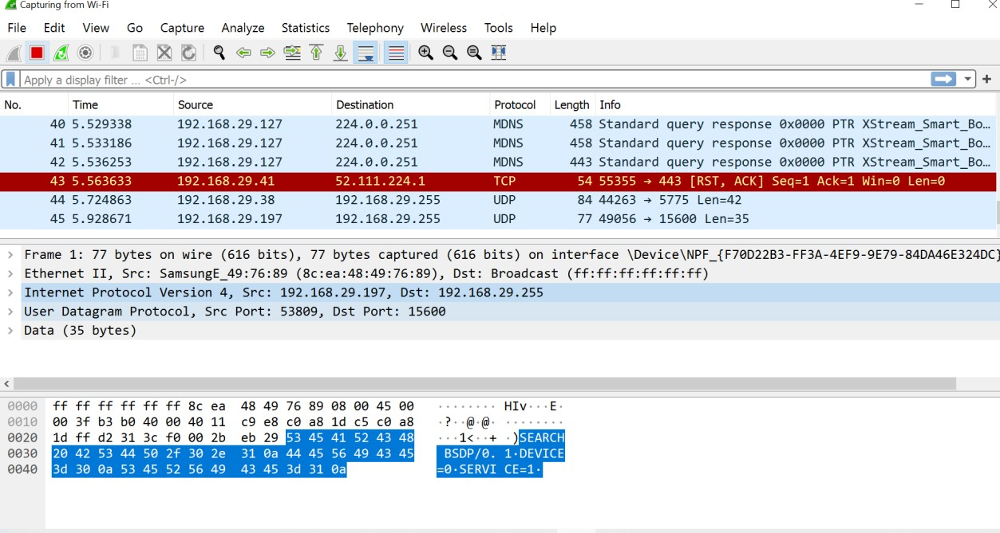 Capturing from Wi-Fi
File Edit View Go Capture Analyze Statistics Telephony Wireless Tools Help
Apply a display filter ... <Ctrl-/>
No. Time Source Destination Protocol Length Info
40 5.529338 192.168.29.127 224.0.0.251 MDNS 458 Standard query response 0x0000 PTR XStream_Smart_Bo…
41 5.533186 192.168.29.127 224.0.0.251 MDNS 458 Standard query response 0x0000 PTR XStream_Smart_Bo…
42 5.536253 192.168.29.127 224.0.0.251 MDNS 443 Standard query response 0x0000 PTR XStream_Smart_Bo…
43 5.563633 192.168.29.41 52.111.224.1 TCP 54 55355 → 443 [RST, ACK] Seq=1 Ack=1 Win=0 Len=0
44 5.724863 192.168.29.38 192.168.29.255 UDP 84 44263 → 5775 Len=42
45 5.928671 192.168.29.197 192.168.29.255 UDP 77 49056 → 15600 Len=35
Frame 1: 77 bytes on wire (616 bits), 77 bytes captured (616 bits) on interface \Device\NPF_{F70D22B3-FF3A-4EF9-9E79-84DA46E324DC}
Ethernet II, Src: SamsungE_49:76:89 (8c:ea:48:49:76:89), Dst: Broadcast (ff:ff:ff:ff:ff:ff)
Internet Protocol Version 4, Src: 192.168.29.197, Dst: 192.168.29.255
User Datagram Protocol, Src Port: 53809, Dst Port: 15600
Data (35 bytes)
0000 ff ff ff ff ff ff 8c ea 48 49 76 89 08 00 45 00 ········ HIv···E·
0010 00 3f b3 b0 40 00 40 11 c9 e8 c0 a8 1d c5 c0 a8 ·?··@·@· ········
0020 1d ff d2 31 3c f0 00 2b eb 29 53 45 41 52 43 48 ···1<··+ ·)SEARCH
0030 20 42 53 44 50 2f 30 2e 31 0a 44 45 56 49 43 45 BSDP/0. 1·DEVICE
0040 3d 30 0a 53 45 52 56 49 43 45 3d 31 0a =0·SERVI CE=1·